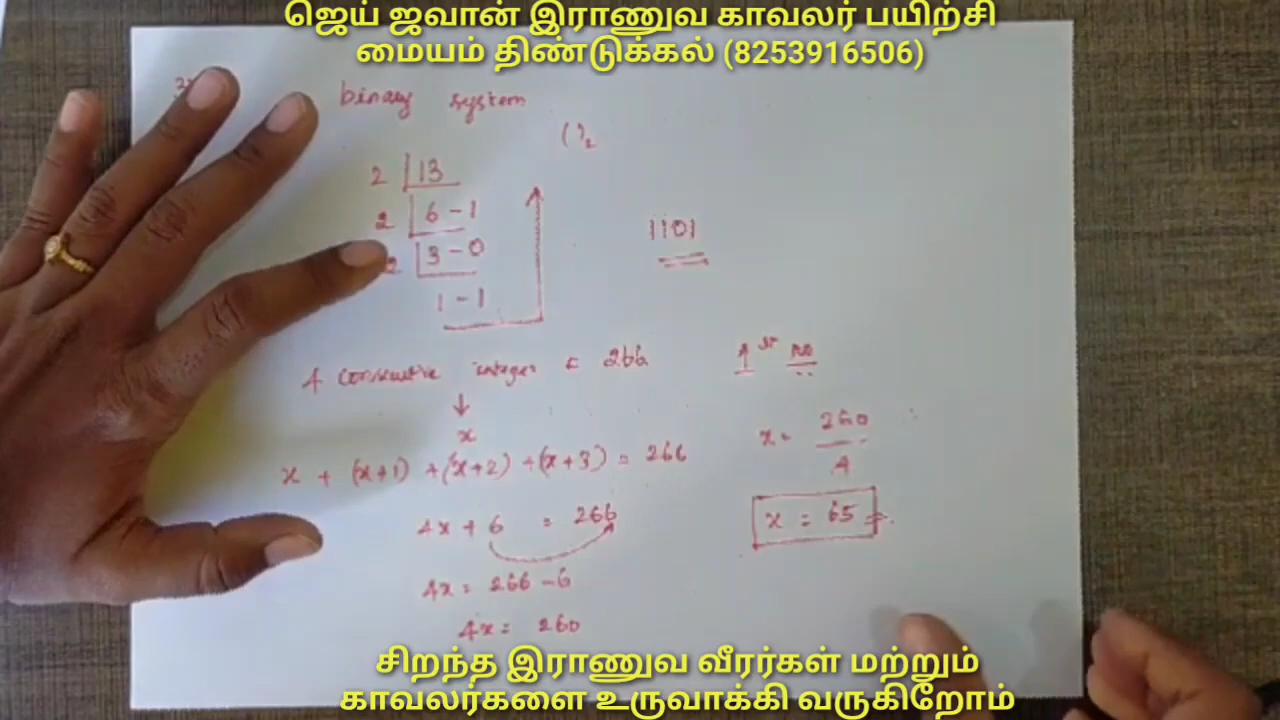 ஜெய் ஜவான் இராணுவ காவலர் பயிற்சி
மையம் திண்டுக்கல் (8253916506)
binary system
( )₂
2 13
2 6 - 1
2 3 - 0
1 - 1
1101
4 consecutive integer = 266
1st no
x
x + (x+1) + (x+2) + (x+3) = 266
4x + 6 = 266
4x = 266 - 6
4x = 260
x = 260
4
x = 65
சிறந்த இராணுவ வீரர்கள் மற்றும்
காவலர்களை உருவாக்கி வருகிறோம்